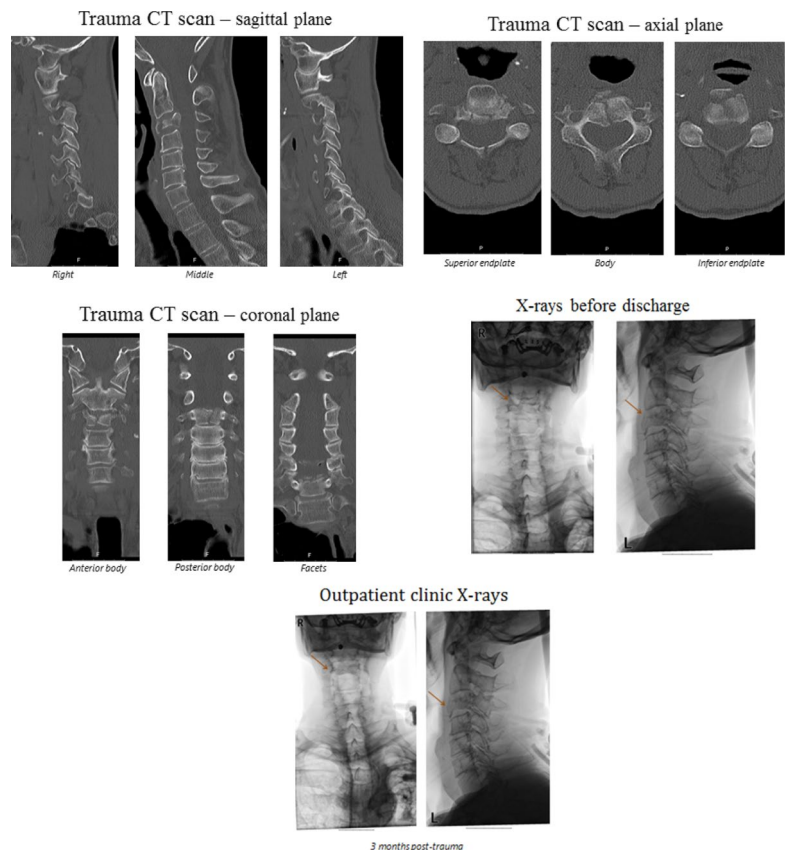 Trauma CT scan – sagittal plane
Right
Middle
Left
F
F
Trauma CT scan – axial plane
Superior endplate
Body
Inferior endplate
P
P
P
Trauma CT scan – coronal plane
Anterior body
Posterior body
Facets
F
F
F
X-rays before discharge
R
L
Outpatient clinic X-rays
R
L
3 months post-trauma